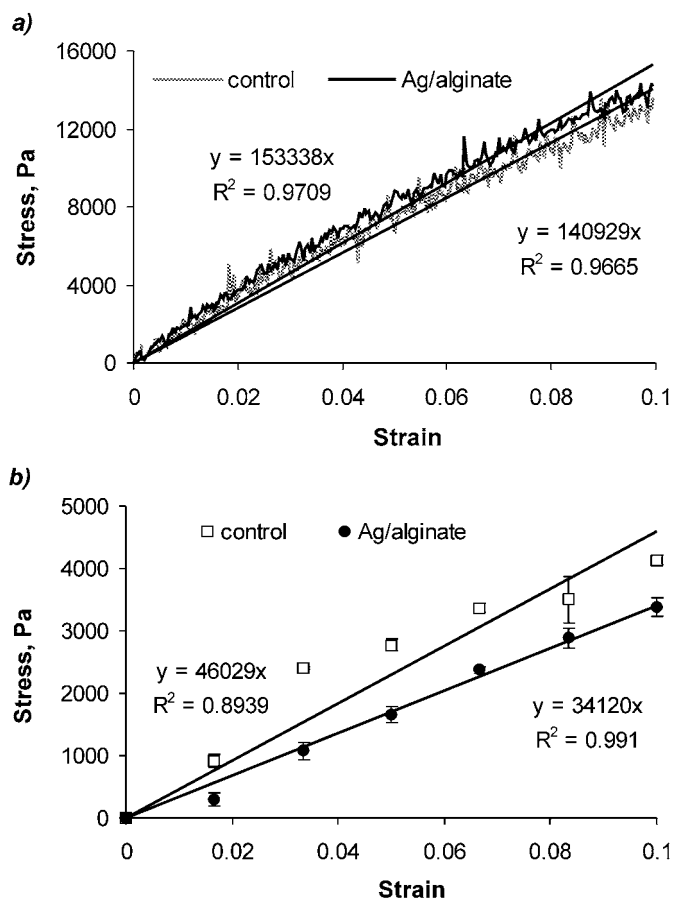 a)
16000
12000
8000
4000
0
Stress, Pa
control Ag/alginate
y = 153338x
R² = 0.9709
y = 140929x
R² = 0.9665
0 0.02 0.04 0.06 0.08 0.1
Strain
b)
5000
4000
3000
2000
1000
0
Stress, Pa
control Ag/alginate
y = 46029x
R² = 0.8939
y = 34120x
R² = 0.991
0 0.02 0.04 0.06 0.08 0.1
Strain